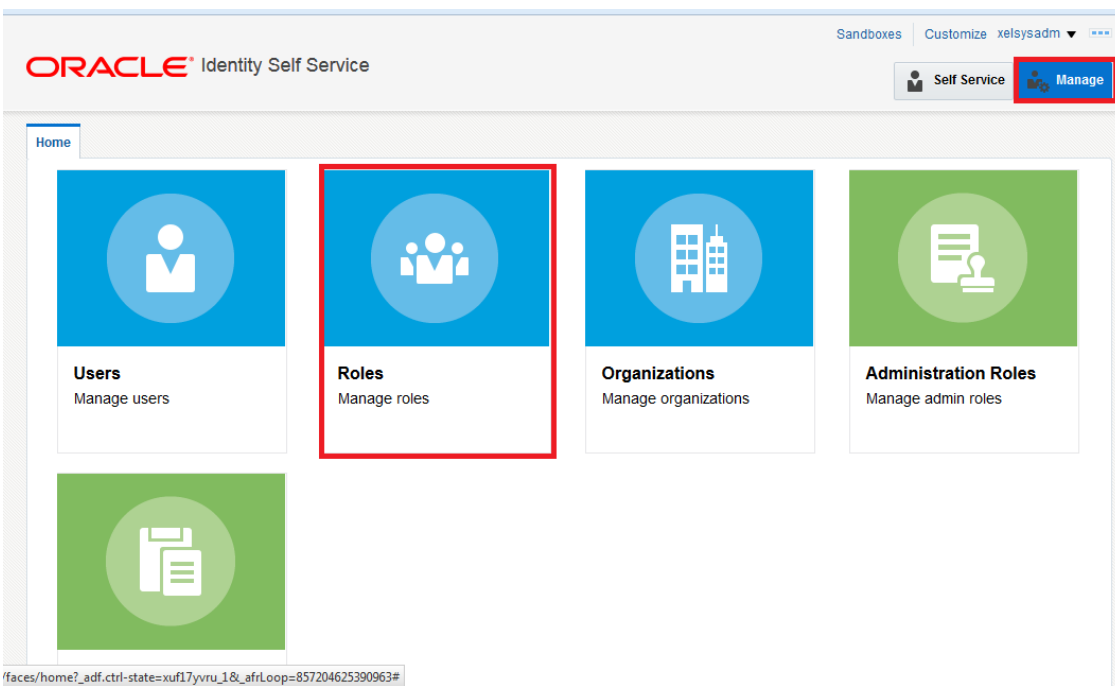 Sandboxes Customize xelsysadm
ORACLE® Identity Self Service
Self Service Manage
Home
Users
Manage users
Roles
Manage roles
Organizations
Manage organizations
Administration Roles
Manage admin roles
/faces/home?_adf.ctrl-state=xuf17yvru_1&_afrLoop=857204625390963#